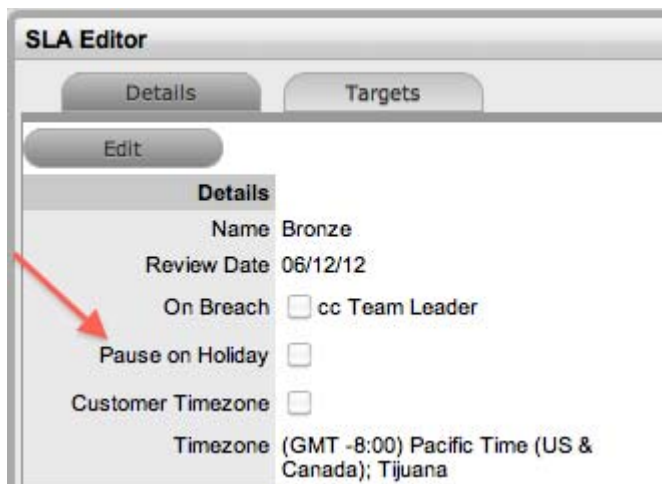 SLA Editor
Details Targets
Edit
Details
Name Bronze
Review Date 06/12/12
On Breach cc Team Leader
Pause on Holiday
Customer Timezone
Timezone (GMT -8:00) Pacific Time (US &
Canada); Tijuana